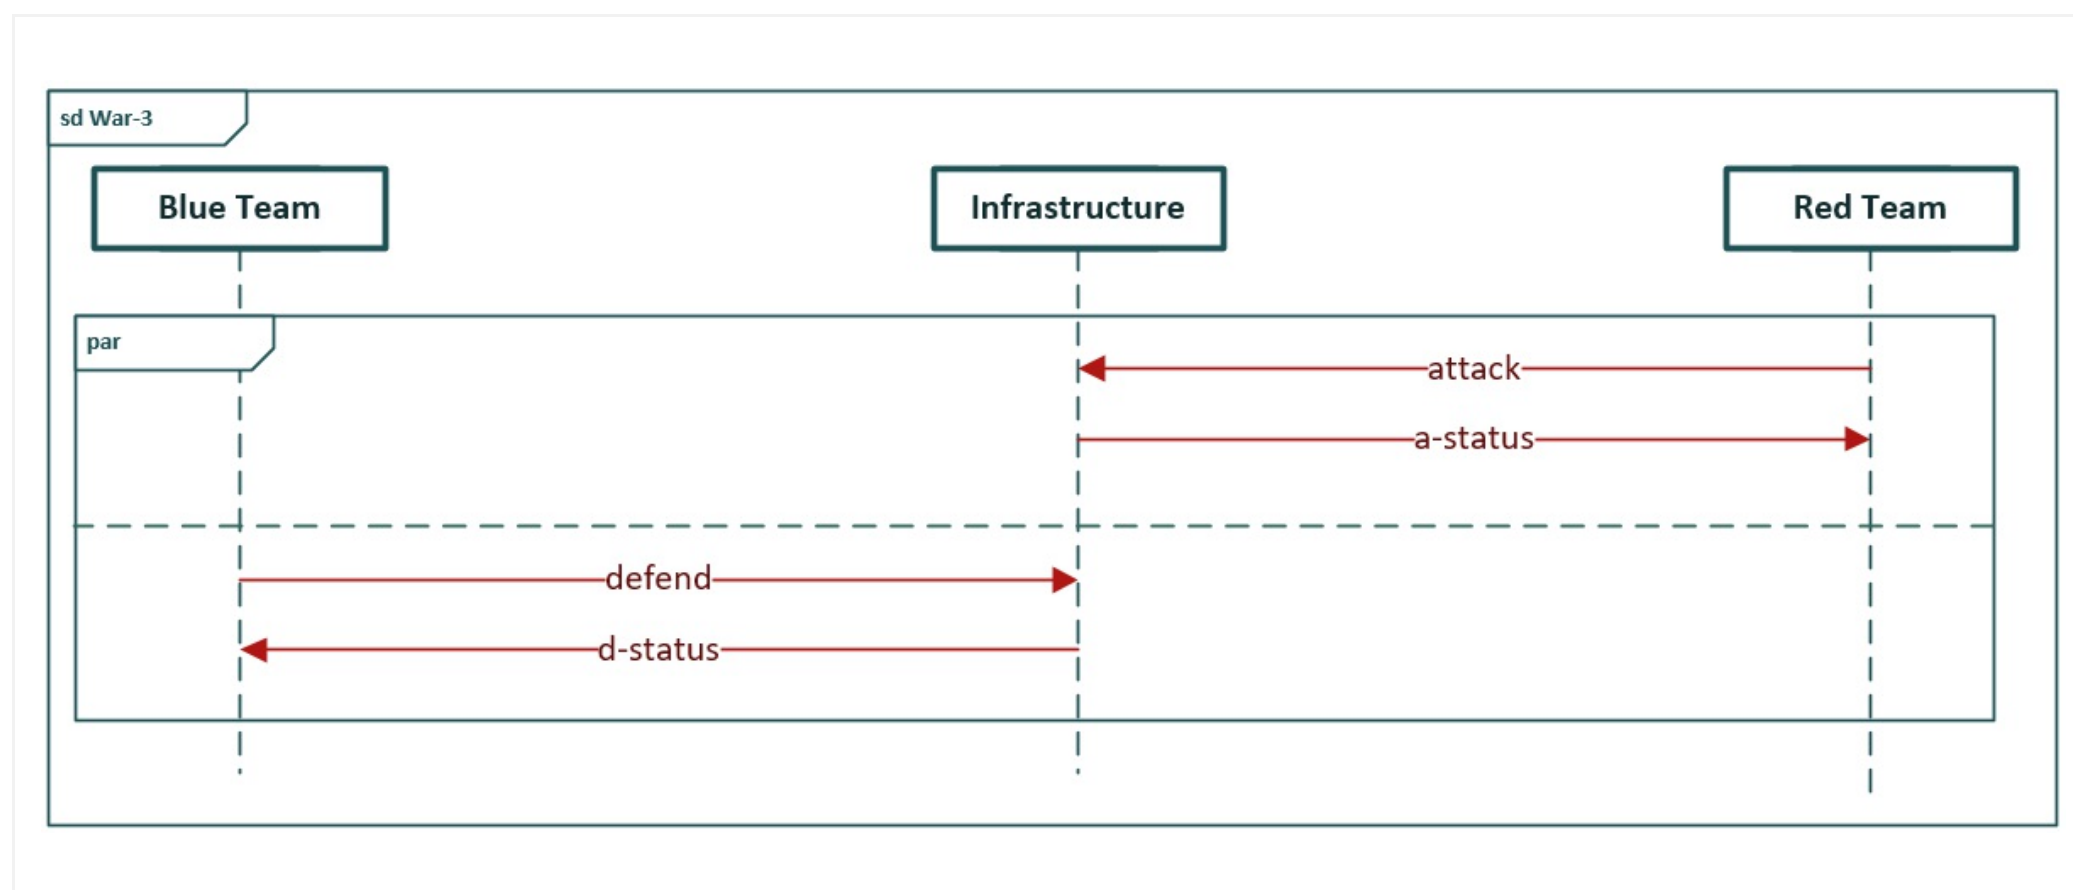 sd War-3
Blue Team
Infrastructure
Red Team
par
attack
a-status
defend
d-status